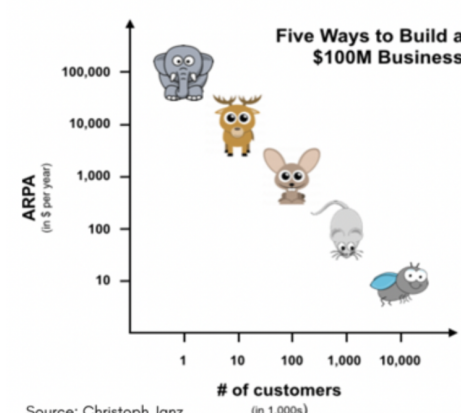 Five Ways to Build a
$100M Business
100,000
10,000
1,000
100
10
ARPA
(in $ per year)
1
10
100
1,000
10,000
# of customers
(in 1,000s)
Source: Christoph Janz